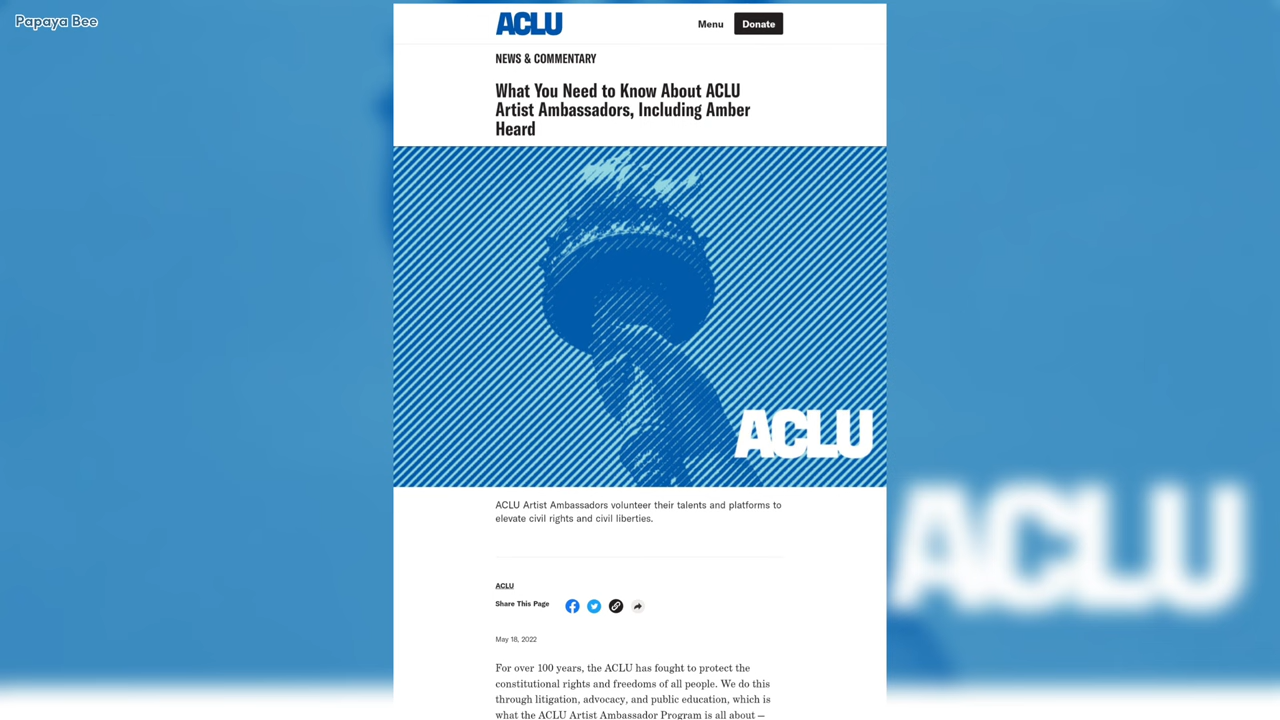 Papaya Bee
ACLU
Menu
Donate
NEWS & COMMENTARY
What You Need to Know About ACLU
Artist Ambassadors, Including Amber
Heard
ACLU
ACLU
ACLU Artist Ambassadors volunteer their talents and platforms to
elevate civil rights and civil liberties.
ACLU
Share This Page
May 18, 2022
For over 100 years, the ACLU has fought to protect the
constitutional rights and freedoms of all people. We do this
through litigation, advocacy, and public education, which is
what the ACLU Artist Ambassador Program is all about —